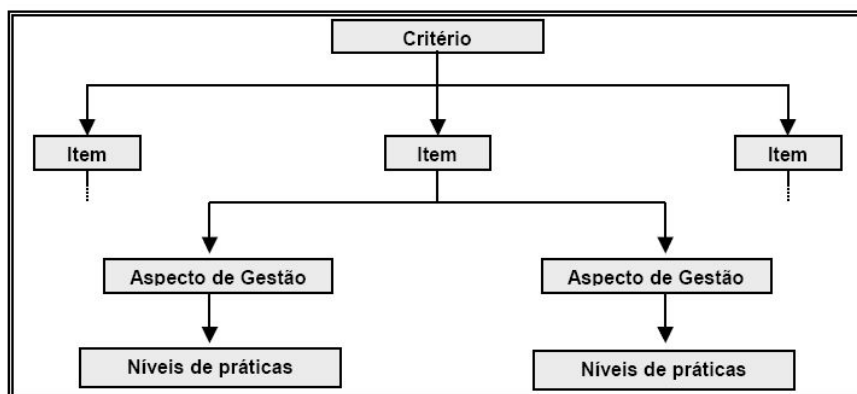 Critério
Item
Item
Item
Aspecto de Gestão
Aspecto de Gestão
Níveis de práticas
Níveis de práticas